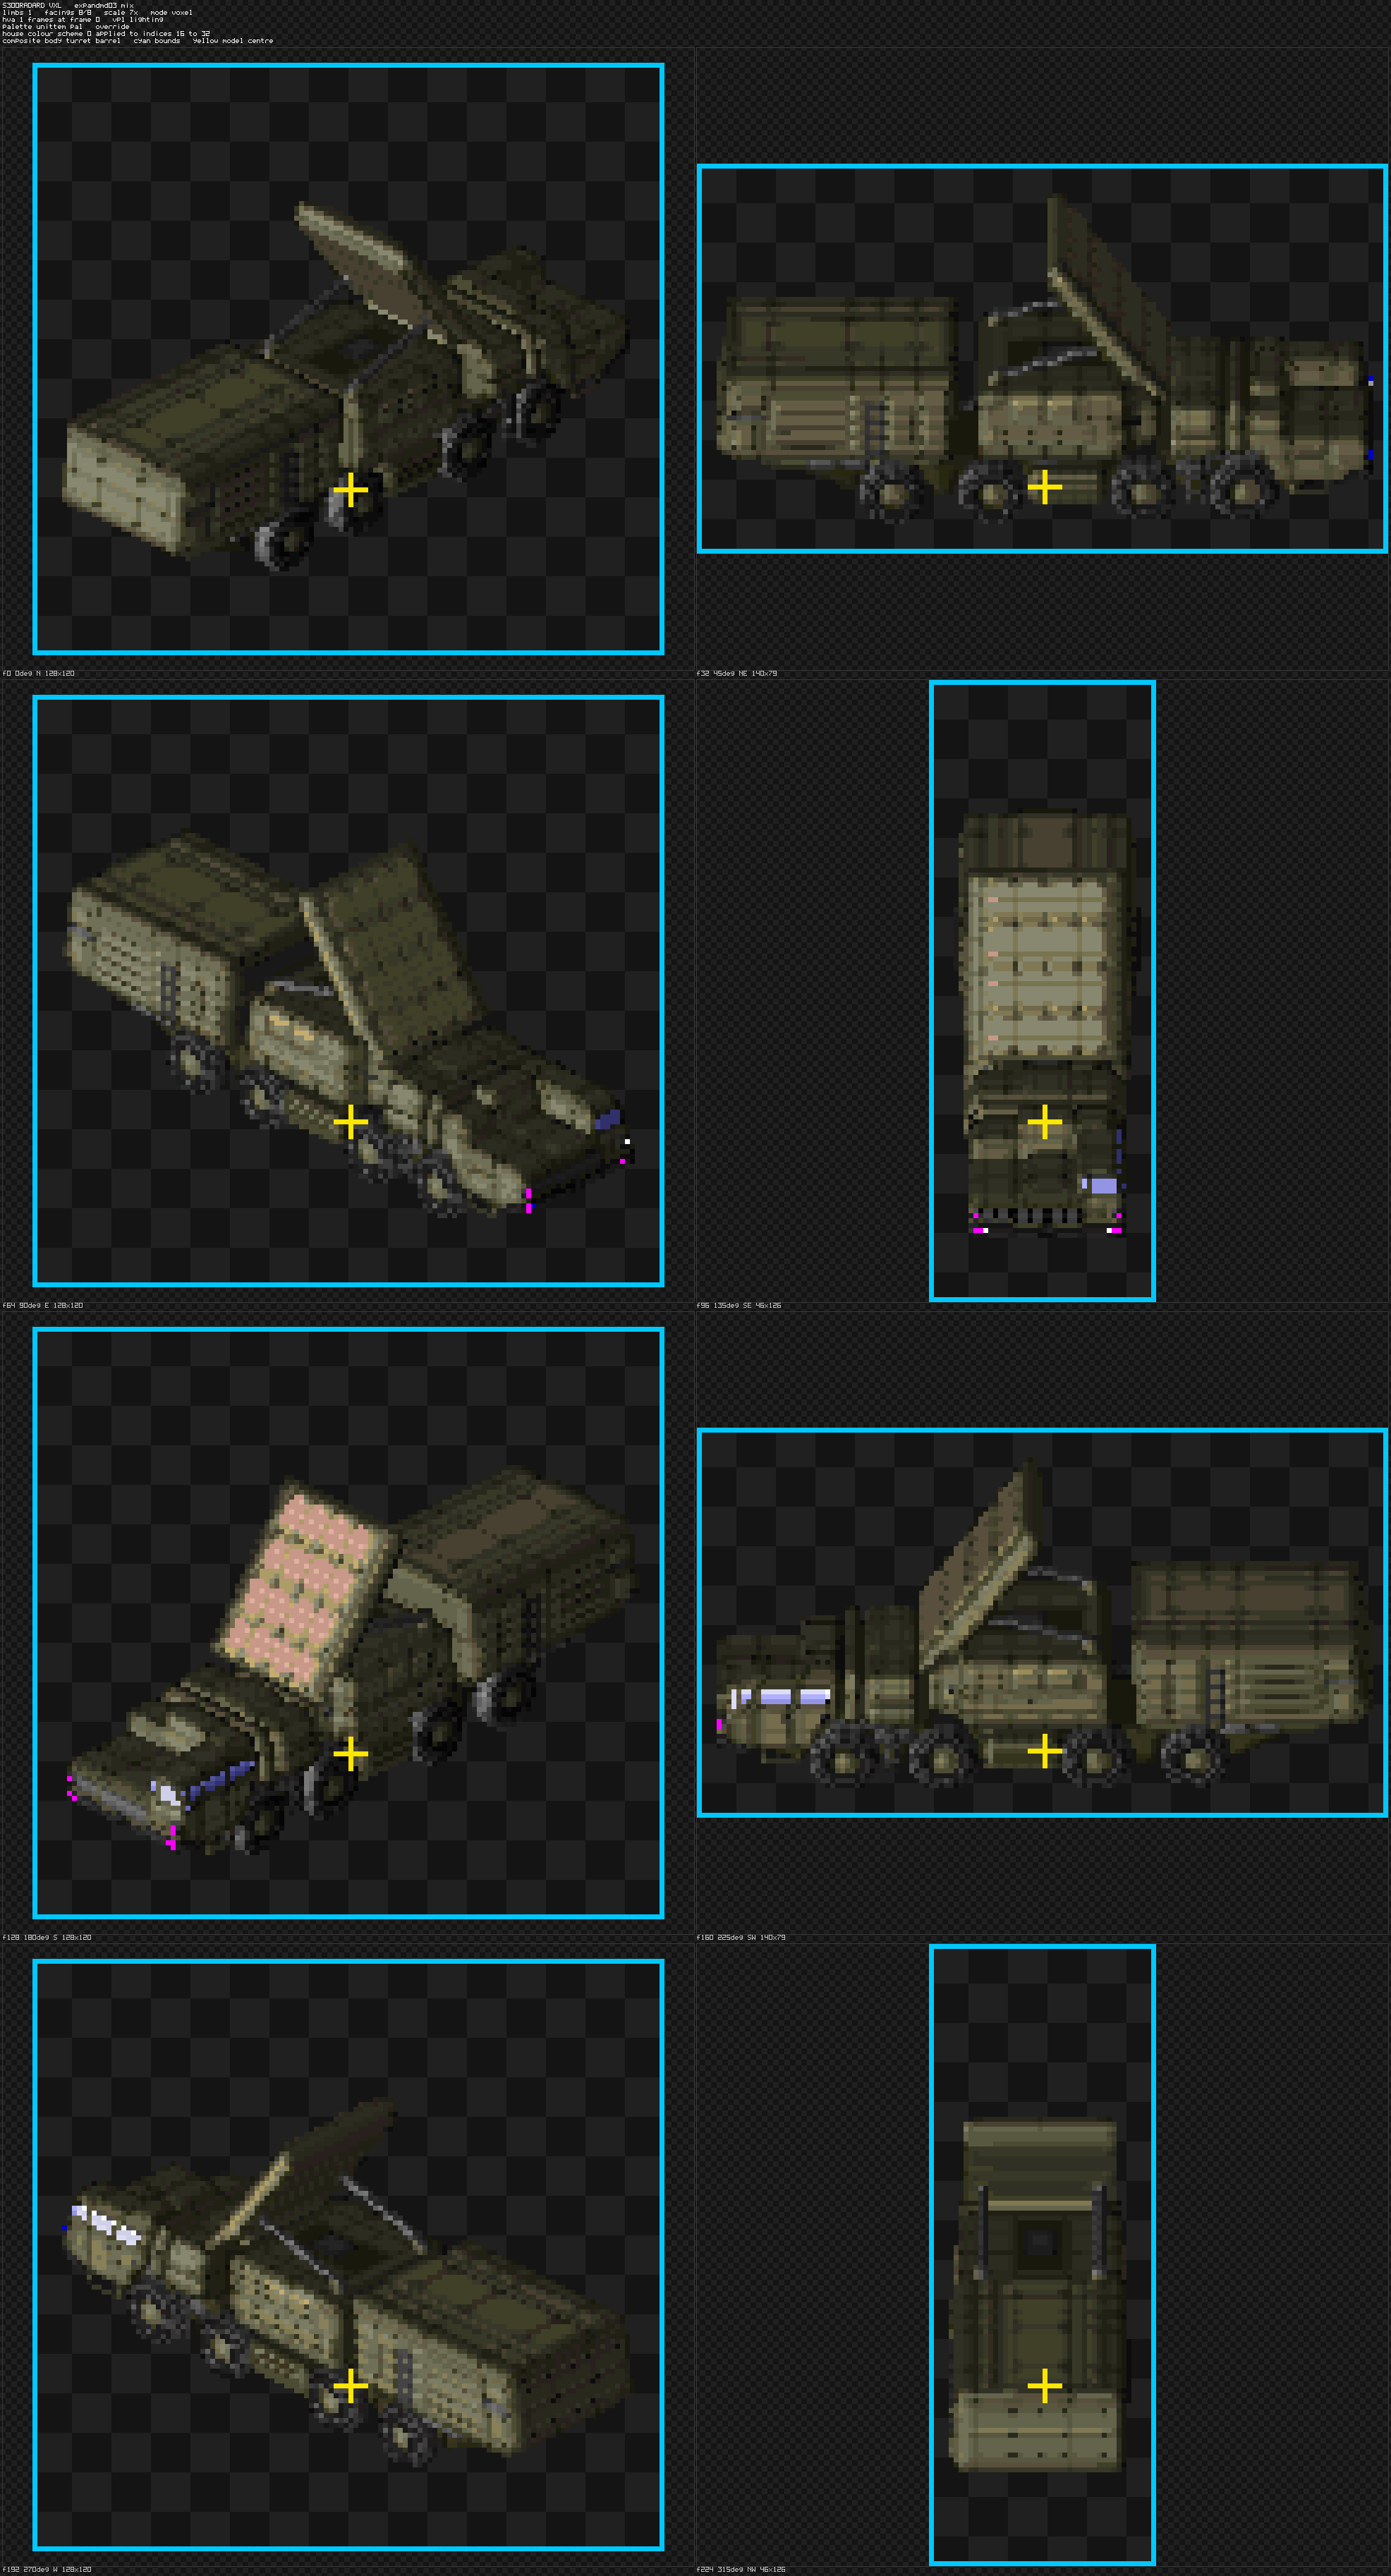 S300RADARD VXL   expandmd03 mix
limbs 1   facings 8/8   scale 7x   mode voxel
hva 1 frames at frame 0   vpl lighting
Palette unittem pal   override
house colour scheme 0 applied to indices 16 to 32
composite body turret barrel   cyan bounds   yellow model centre
f0 0deg N 128x120
f32 45deg NE 140x79
f64 90deg E 128x120
f96 135deg SE 46x126
f128 180deg S 128x120
f160 225deg SW 140x79
f192 270deg W 128x120
f224 315deg NW 46x126